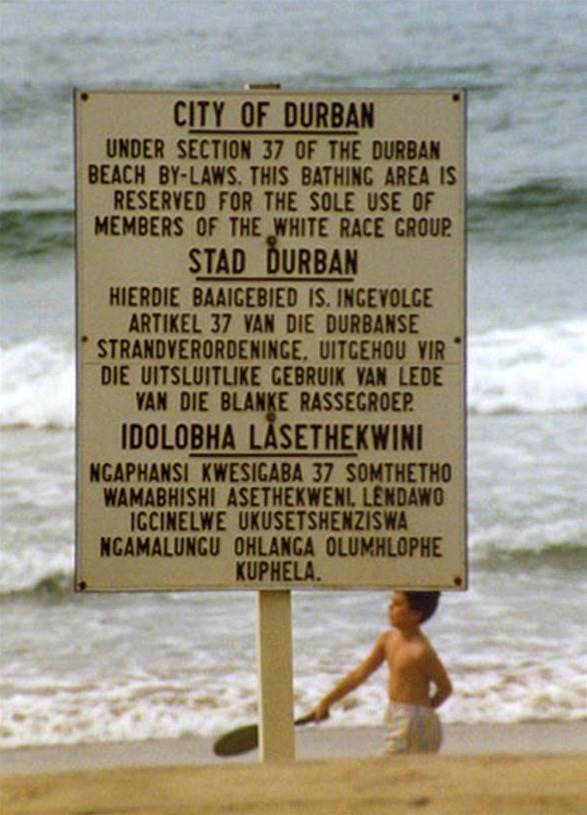 CITY OF DURBAN
UNDER SECTION 37 OF THE DURBAN
BEACH BY-LAWS. THIS BATHING AREA IS
RESERVED FOR THE SOLE USE OF
MEMBERS OF THE WHITE RACE GROUP.
STAD DURBAN
HIERDIE BAAIGEBIED IS. INGEVOLGE
ARTIKEL 37 VAN DIE DURBANSE
STRANDVERORDENINGE, UITGEHOU VIR
DIE UITSLUITLIKE GEBRUIK VAN LEDE
VAN DIE BLANKE RASSEGROEP.
IDOLOBHA LASETHEKWINI
NGAPHANSI KWESIGABA 37 SOMTHETHO
WAMABHISHI ASETHEKWENI, LENDAWO
IGCINELWE UKUSETSHENZISWA
NGAMALUNGU OHLANGA OLUMHLOPHE
KUPHELA.